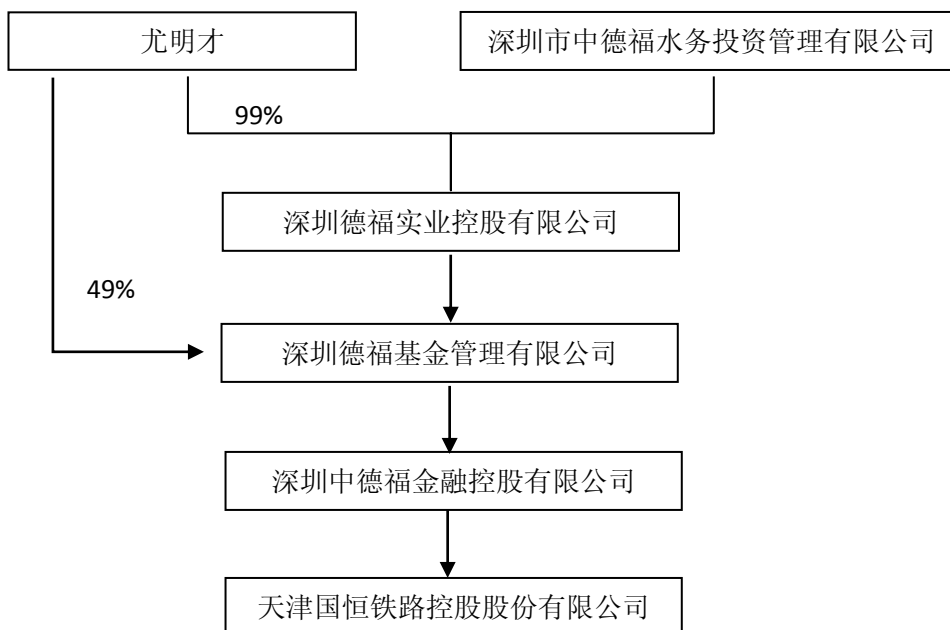 尤明才
深圳市中德福水务投资管理有限公司
99%
深圳德福实业控股有限公司
49%
深圳德福基金管理有限公司
深圳中德福金融控股有限公司
天津国恒铁路控股股份有限公司